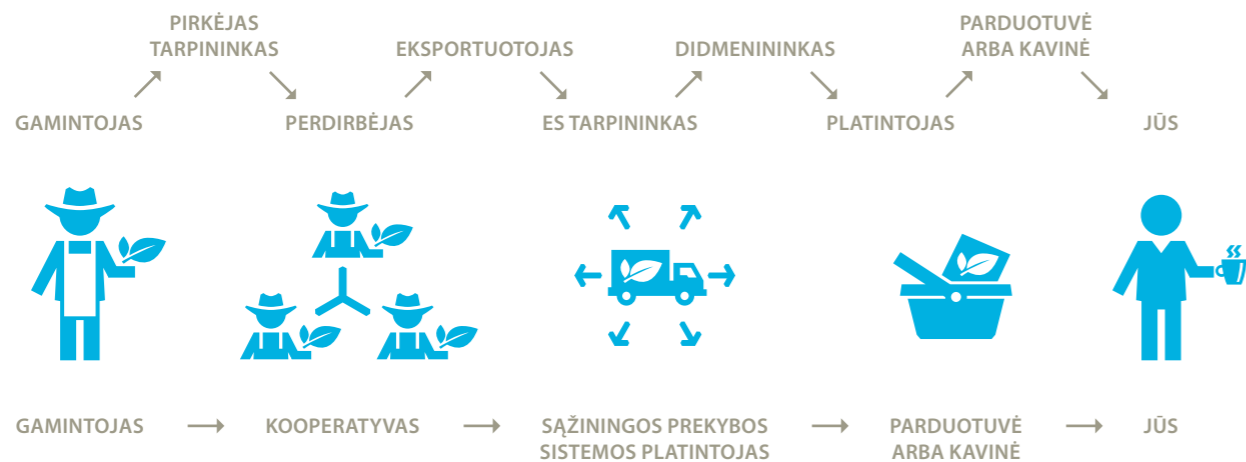 PIRKĖJAS
TARPININKAS
EKSPORTUOTOJAS
DIDMENININKAS
PARDUOTUVĖ
ARBA KAVINĖ
GAMINTOJAS
PERDIRBĖJAS
ES TARPININKAS
PLATINTOJAS
JŪS
GAMINTOJAS
KOOPERATYVAS
SĄŽININGOS PREKYBOS
SISTEMOS PLATINTOJAS
PARDUOTUVĖ
ARBA KAVINĖ
JŪS